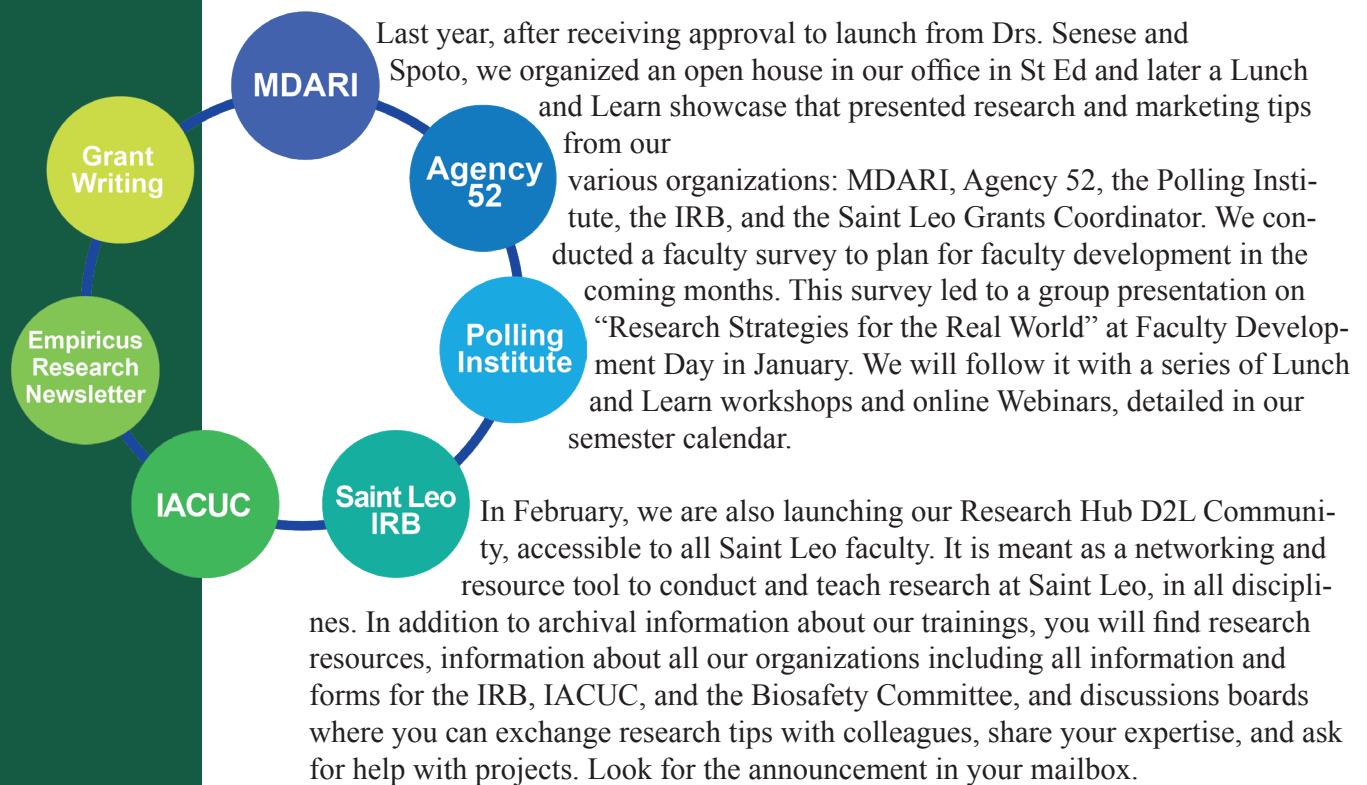 MDARI
Agency
52
Polling
Institute
Saint Leo
IRB
IACUC
Empiricus
Research
Newsletter
Grant
Writing
Last year, after receiving approval to launch from Drs. Senese and
Spoto, we organized an open house in our office in St Ed and later a Lunch
and Learn showcase that presented research and marketing tips
from our
various organizations: MDARI, Agency 52, the Polling Insti-
tute, the IRB, and the Saint Leo Grants Coordinator. We con-
ducted a faculty survey to plan for faculty development in the
coming months. This survey led to a group presentation on
“Research Strategies for the Real World” at Faculty Develop-
ment Day in January. We will follow it with a series of Lunch
and Learn workshops and online Webinars, detailed in our
semester calendar.
In February, we are also launching our Research Hub D2L Communi-
ty, accessible to all Saint Leo faculty. It is meant as a networking and
resource tool to conduct and teach research at Saint Leo, in all discipli-
nes. In addition to archival information about our trainings, you will find research
resources, information about all our organizations including all information and
forms for the IRB, IACUC, and the Biosafety Committee, and discussions boards
where you can exchange research tips with colleagues, share your expertise, and ask
for help with projects. Look for the announcement in your mailbox.